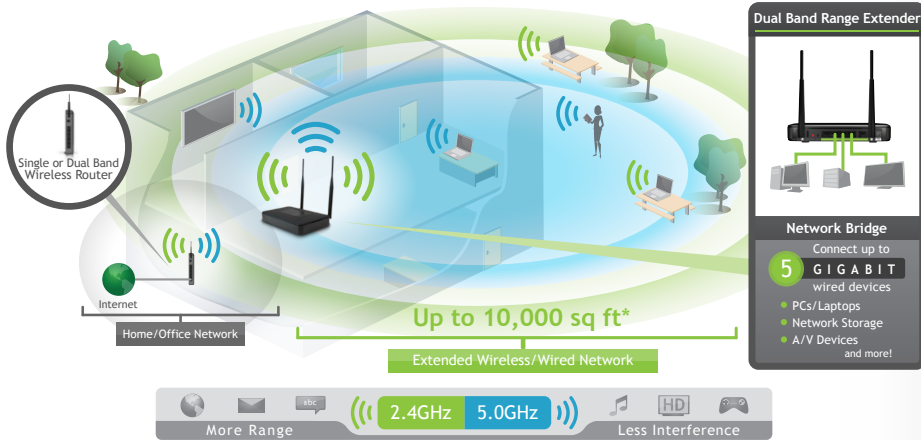 Dual Band Range Extender
Single or Dual Band
Wireless Router
Internet
Home/Office Network
Up to 10,000 sq ft*
Extended Wireless/Wired Network
Network Bridge
Connect up to
5 GIGABIT
wired devices
PCs/Laptops
Network Storage
A/V Devices
and more!
abc
2.4GHz 5.0GHz
HD
More Range
Less Interference